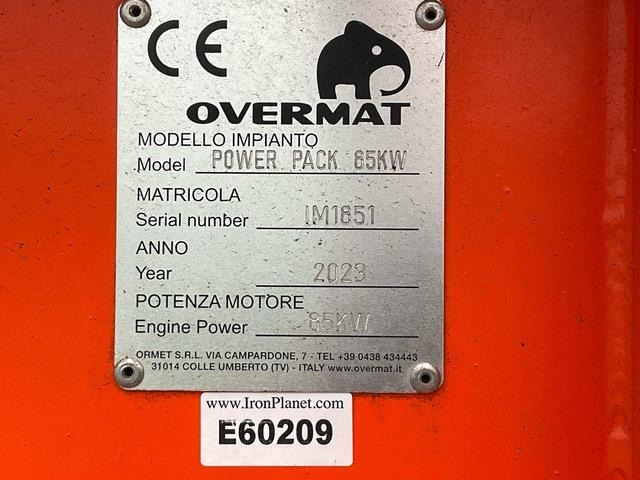 CE
OVERMAT
MODELLO IMPIANTO
Model POWER PACK 85KW
MATRICOLA
Serial number IM1851
ANNO
Year 2023
POTENZA MOTORE
Engine Power 85KW
ORMET S.R.L. VIA CAMPARDONE, 7 - TEL +39 0438 434443
31014 COLLE UMBERTO (TV) - ITALY www.overmat.it
www.IronPlanet.com
E60209